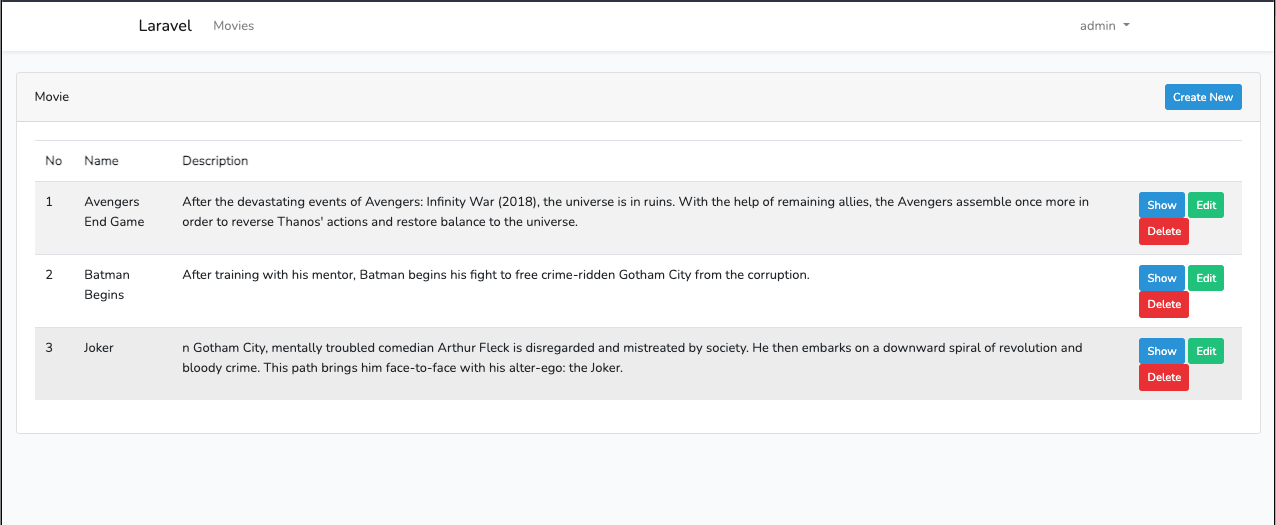 Laravel Movies admin
Movie Create New
No Name Description
1 Avengers After the devastating events of Avengers: Infinity War (2018), the universe is in ruins. With the help of remaining allies, the Avengers assemble once more in Show Edit
End Game order to reverse Thanos' actions and restore balance to the universe. Delete
2 Batman After training with his mentor, Batman begins his fight to free crime-ridden Gotham City from the corruption. Show Edit
Begins Delete
3 Joker n Gotham City, mentally troubled comedian Arthur Fleck is disregarded and mistreated by society. He then embarks on a downward spiral of revolution and Show Edit
bloody crime. This path brings him face-to-face with his alter-ego: the Joker. Delete